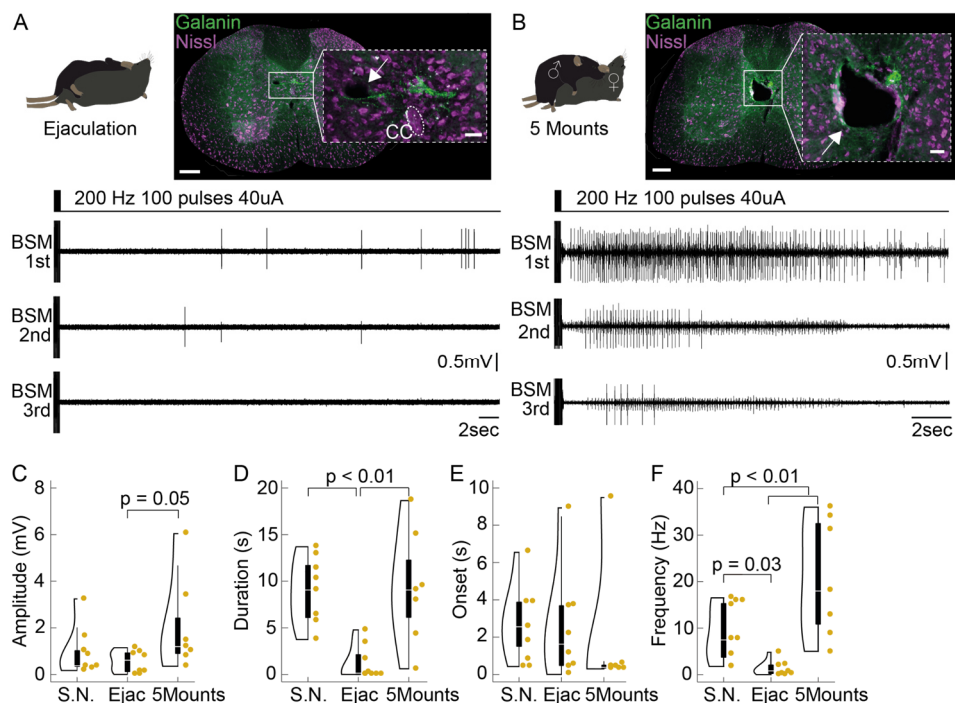 A
Galanin
Nissl
CC
Ejaculation
200 Hz 100 pulses 40uA
BSM
1st
BSM
2nd
BSM
3rd
0.5mV
2sec
B
Galanin
Nissl
♂
♀
5 Mounts
200 Hz 100 pulses 40uA
BSM
1st
BSM
2nd
BSM
3rd
0.5mV
2sec
C
Amplitude (mV)
8
6
4
2
0
p = 0.05
S.N. Ejac 5Mounts
D
Duration (s)
20
15
10
5
0
p < 0.01
S.N. Ejac 5Mounts
E
Onset (s)
10
8
6
4
2
0
S.N. Ejac 5Mounts
F
Frequency (Hz)
40
30
20
10
0
p < 0.01
p = 0.03
S.N. Ejac 5Mounts